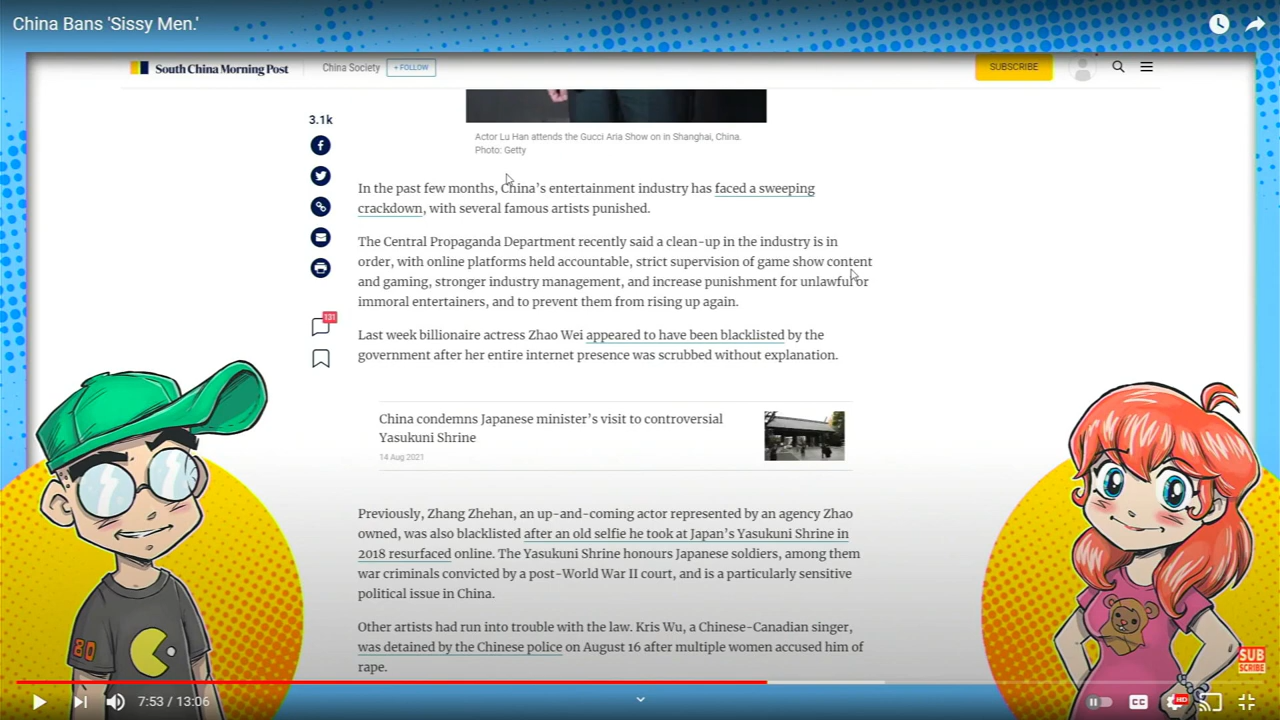 China Bans 'Sissy Men.'
South China Morning Post
China Society
+ FOLLOW
SUBSCRIBE
3.1k
Actor Lu Han attends the Gucci Aria Show on in Shanghai, China.
Photo: Getty
In the past few months, China's entertainment industry has faced a sweeping
crackdown, with several famous artists punished.
The Central Propaganda Department recently said a clean-up in the industry is in
order, with online platforms held accountable, strict supervision of game show content
and gaming, stronger industry management, and increase punishment for unlawful or
immoral entertainers, and to prevent them from rising up again.
131
Last week billionaire actress Zhao Wei appeared to have been blacklisted by the
government after her entire internet presence was scrubbed without explanation.
China condemns Japanese minister's visit to controversial
Yasukuni Shrine
14 Aug 2021
Previously, Zhang Zhehan, an up-and-coming actor represented by an agency Zhao
owned, was also blacklisted after an old selfie he took at Japan's Yasukuni Shrine in
2018 resurfaced online. The Yasukuni Shrine honours Japanese soldiers, among them
war criminals convicted by a post-World War II court, and is a particularly sensitive
political issue in China.
Other artists had run into trouble with the law. Kris Wu, a Chinese-Canadian singer,
was detained by the Chinese police on August 16 after multiple women accused him of
rape.
80
SUB
SCRIBE
7:53 / 13:06
CC
HD